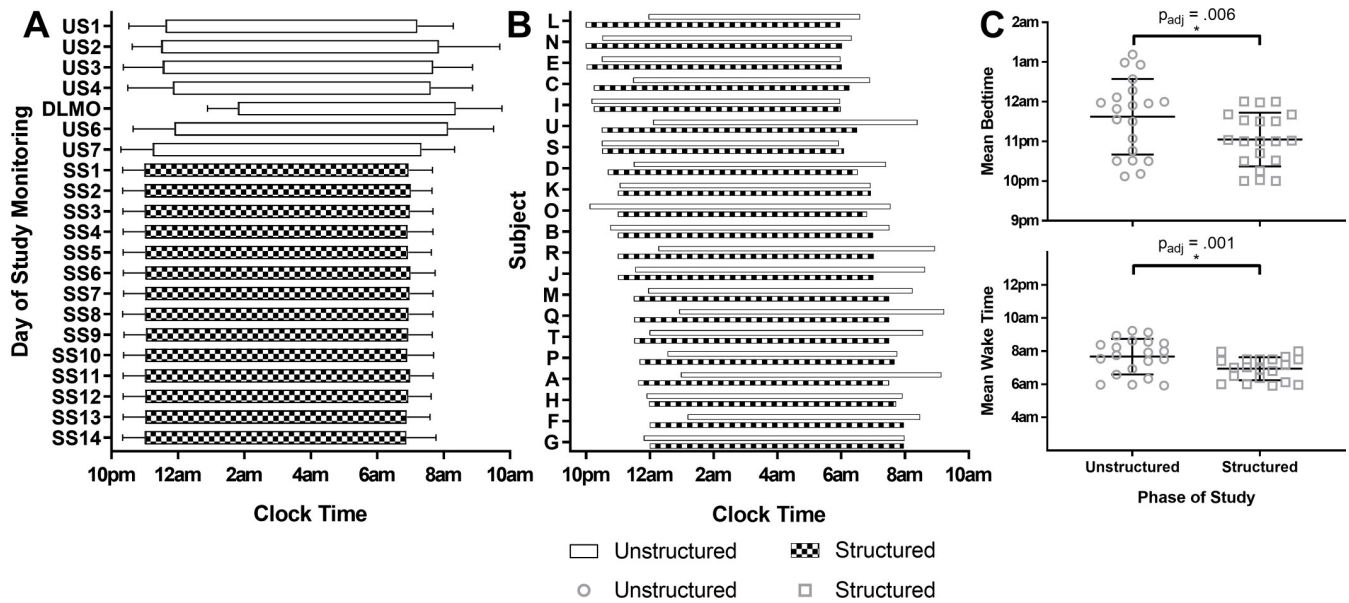 A
Day of Study Monitoring
US1
US2
US3
US4
DLMO
US6
US7
SS1
SS2
SS3
SS4
SS5
SS6
SS7
SS8
SS9
SS10
SS11
SS12
SS13
SS14
10pm 12am 2am 4am 6am 8am 10am
Clock Time
B
Subject
L
N
E
C
I
U
S
D
K
O
B
R
J
M
Q
T
P
A
H
F
G
10pm 12am 2am 4am 6am 8am 10am
Clock Time
Unstructured Structured
Unstructured Structured
C
padj = .006
*
Mean Bedtime
2am
1am
12am
11pm
10pm
9pm
padj = .001
*
Mean Wake Time
12pm
10am
8am
6am
4am
Unstructured Structured
Phase of Study